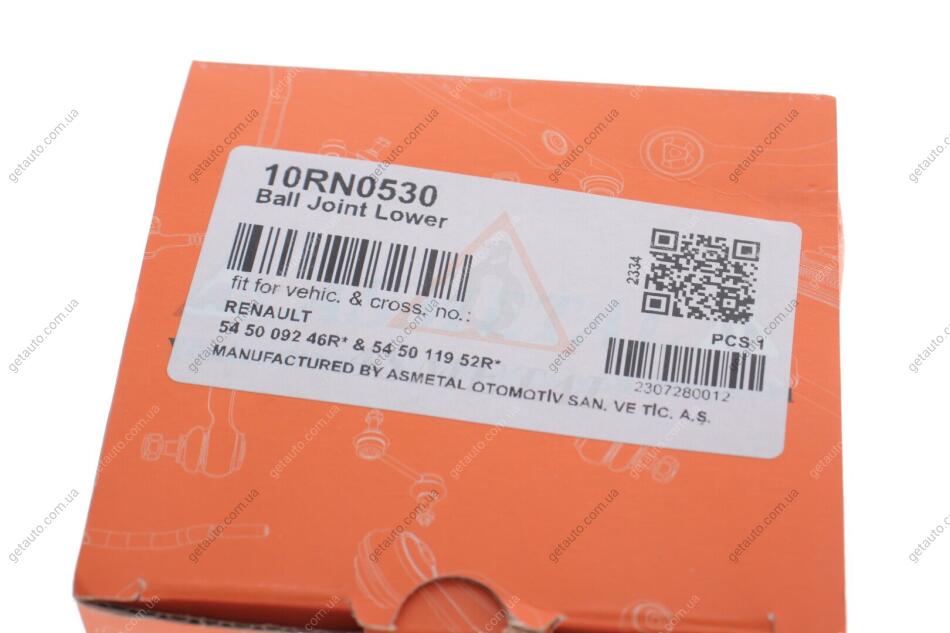 10RN0530
Ball Joint Lower
fit for vehic. & cross. no.:
RENAULT
54 50 092 46R* & 54 50 119 52R*
MANUFACTURED BY ASMETAL OTOMOTİV SAN. VE TİC. A.Ş.
2334
PCS 1
2307280012
getauto.com.ua